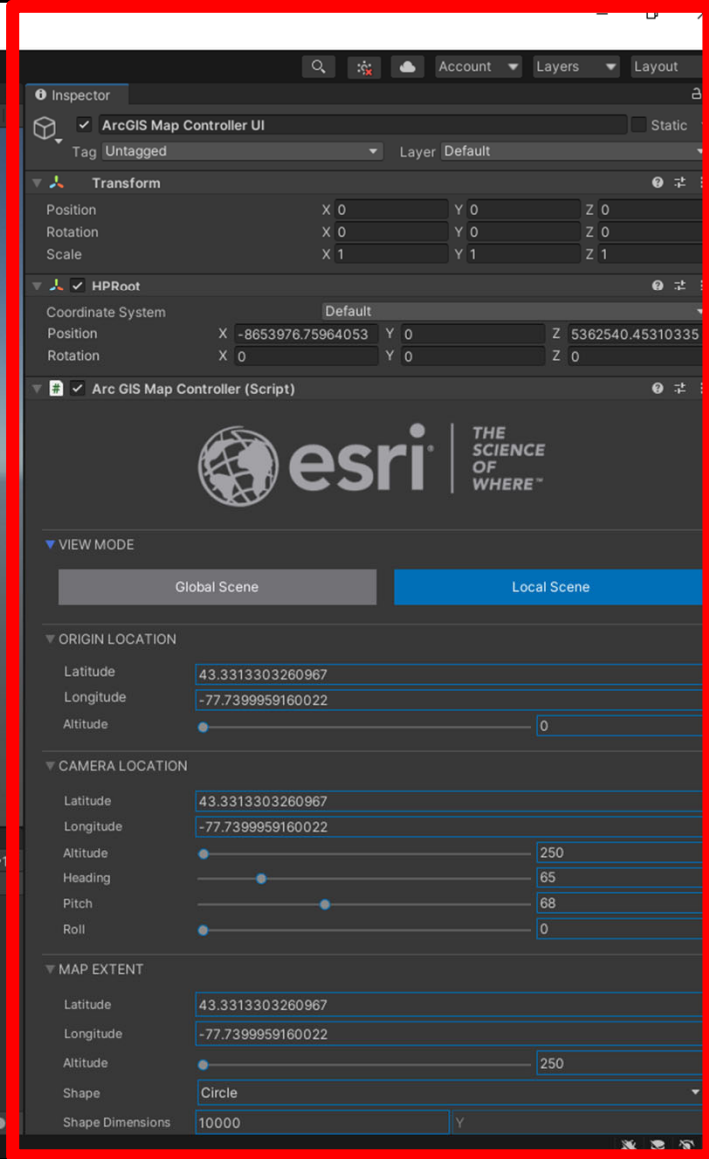 Account Layers Layout
Inspector
ArcGIS Map Controller UI Static
Tag Untagged Layer Default
Transform
Position X 0 Y 0 Z 0
Rotation X 0 Y 0 Z 0
Scale X 1 Y 1 Z 1
HPRoot
Coordinate System Default
Position X -8653976.75964053 Y 0 Z 5362540.45310335
Rotation X 0 Y 0 Z 0
# Arc GIS Map Controller (Script)
esri THE
SCIENCE
OF
WHERE™
VIEW MODE
Global Scene Local Scene
ORIGIN LOCATION
Latitude 43.3313303260967
Longitude -77.7399959160022
Altitude 0
CAMERA LOCATION
Latitude 43.3313303260967
Longitude -77.7399959160022
Altitude 250
Heading 65
Pitch 68
Roll 0
MAP EXTENT
Latitude 43.3313303260967
Longitude -77.7399959160022
Altitude 250
Shape Circle
Shape Dimensions 10000 Y